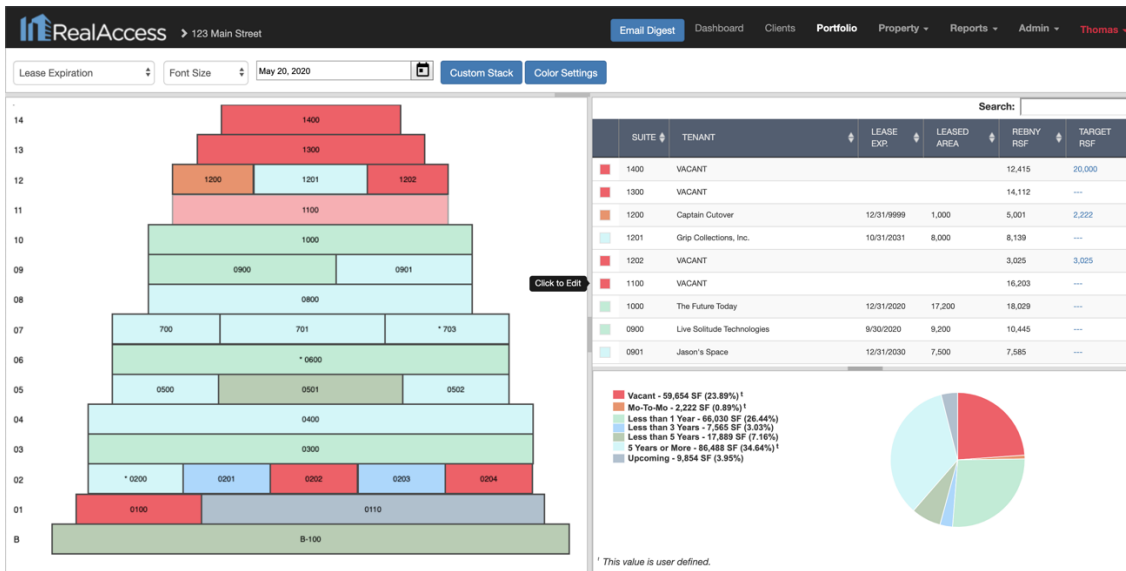 RealAccess > 123 Main Street Email Digest Dashboard Clients Portfolio Property Reports Admin Thomas
Lease Expiration Font Size May 20, 2020 Custom Stack Color Settings
14 1400
13 1300
12 1200 1201 1202
11 1100
10 1000
09 0900 0901
08 0800
07 700 701 * 703
06 * 0600
05 0500 0501 0502
04 0400
03 0300
02 * 0200 0201 0202 0203 0204
01 0100 0110
B B-100
Click to Edit
Search:
SUITE TENANT LEASE EXP. LEASED AREA REBNY RSF TARGET RSF
1400 VACANT 12,415 20,000
1300 VACANT 14,112 ---
1200 Captain Cutover 12/31/9999 1,000 5,001 2,222
1201 Grip Collections, Inc. 10/31/2031 8,000 8,139 ---
1202 VACANT 3,025 3,025
1100 VACANT 16,203 ---
1000 The Future Today 12/31/2020 17,200 18,029 ---
0900 Live Solitude Technologies 9/30/2020 9,200 10,445 ---
0901 Jason's Space 12/31/2030 7,500 7,585 ---
Vacant - 59,654 SF (23.89%) t
Mo-To-Mo - 2,222 SF (0.89%) t
Less than 1 Year - 66,030 SF (26.44%)
Less than 3 Years - 7,565 SF (3.03%)
Less than 5 Years - 17,889 SF (7.16%)
5 Years or More - 86,488 SF (34.64%) t
Upcoming - 9,854 SF (3.95%)
t This value is user defined.